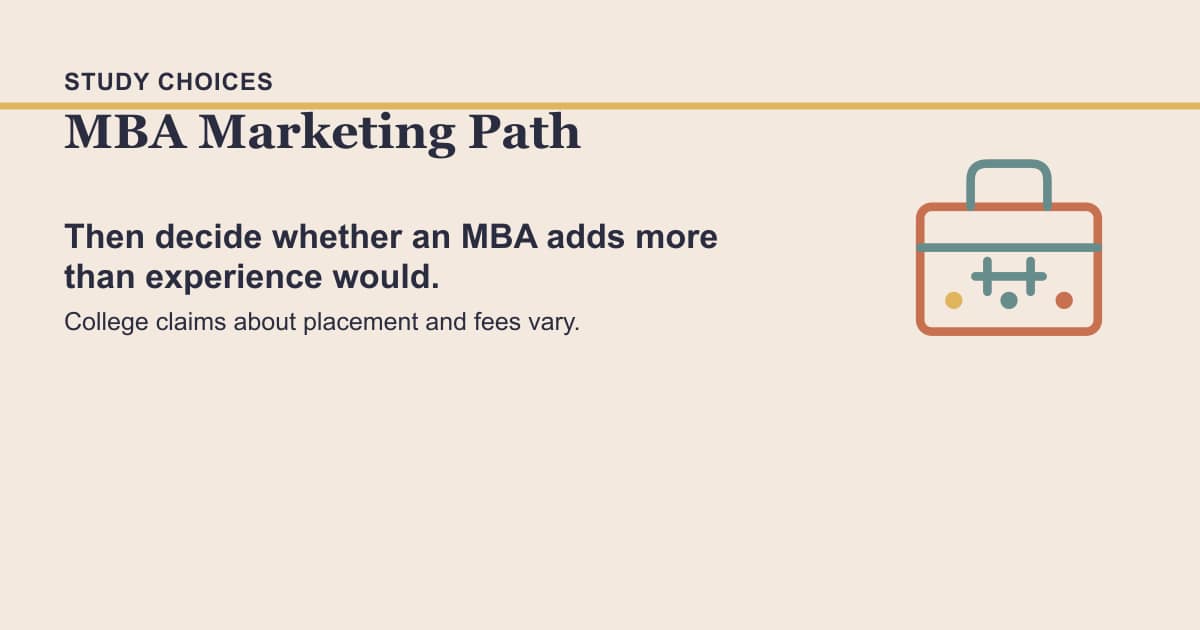 STUDY CHOICES
MBA Marketing Path
Then decide whether an MBA adds more
than experience would.
College claims about placement and fees vary.